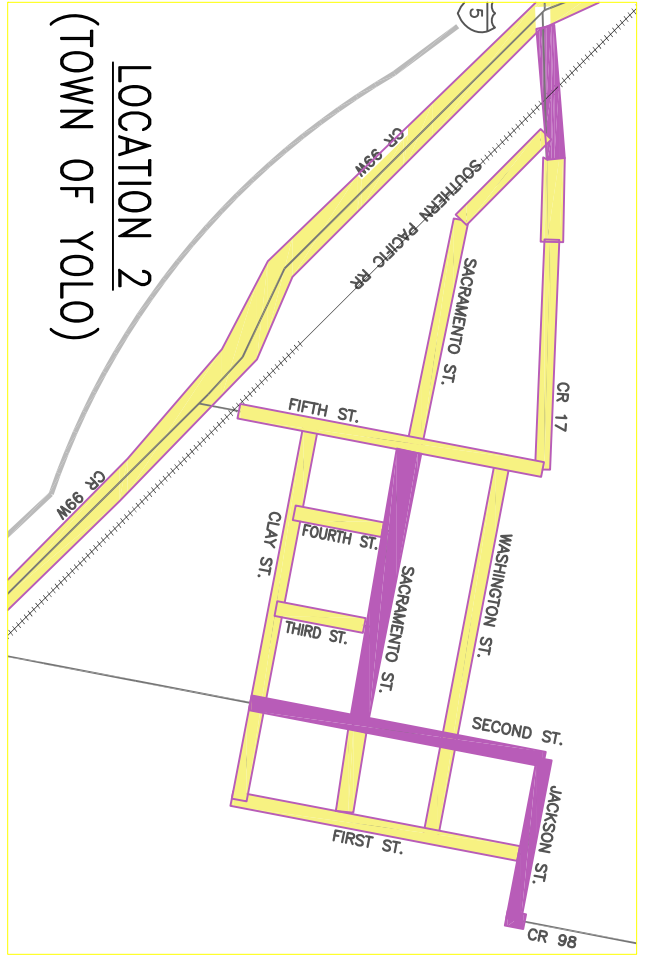 5
LOCATION 2
(TOWN OF YOLO)
CR 99W
SOUTHERN PACIFIC RR
SACRAMENTO ST.
CR 17
FIFTH ST.
CR 99W
CLAY ST.
FOURTH ST.
THIRD ST.
SACRAMENTO ST.
WASHINGTON ST.
SECOND ST.
FIRST ST.
JACKSON ST.
CR 98